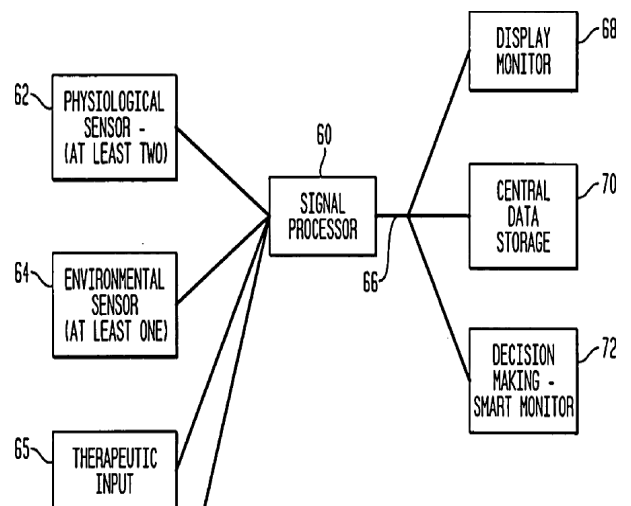 68
DISPLAY
MONITOR
62
PHYSIOLOGICAL
SENSOR -
(AT LEAST TWO)
60
SIGNAL
PROCESSOR
70
CENTRAL
DATA
STORAGE
66
64
ENVIRONMENTAL
SENSOR
(AT LEAST ONE)
72
DECISION
MAKING -
SMART MONITOR
65
THERAPEUTIC
INPUT